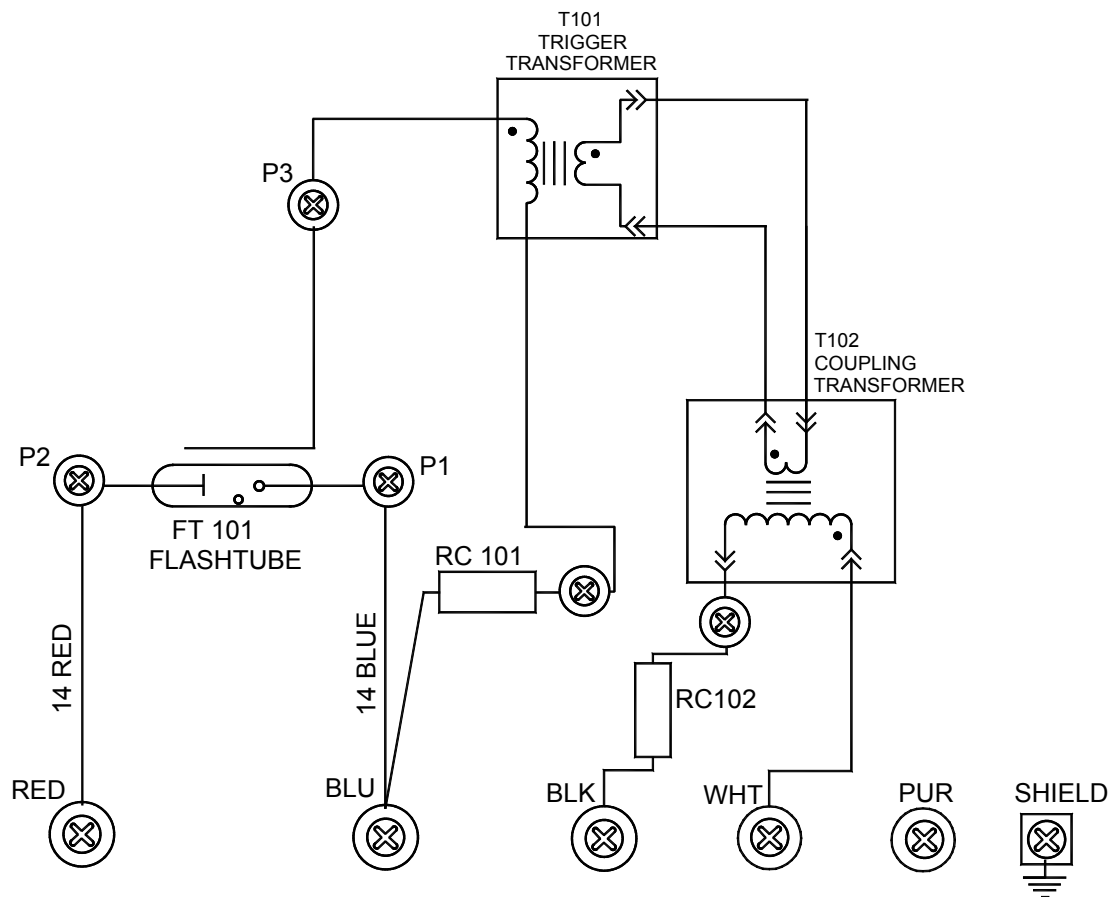 T101
TRIGGER
TRANSFORMER
P3
T102
COUPLING
TRANSFORMER
P2
P1
FT 101
FLASHTUBE
RC 101
14 RED
14 BLUE
RC102
RED
BLU
BLK
WHT
PUR
SHIELD